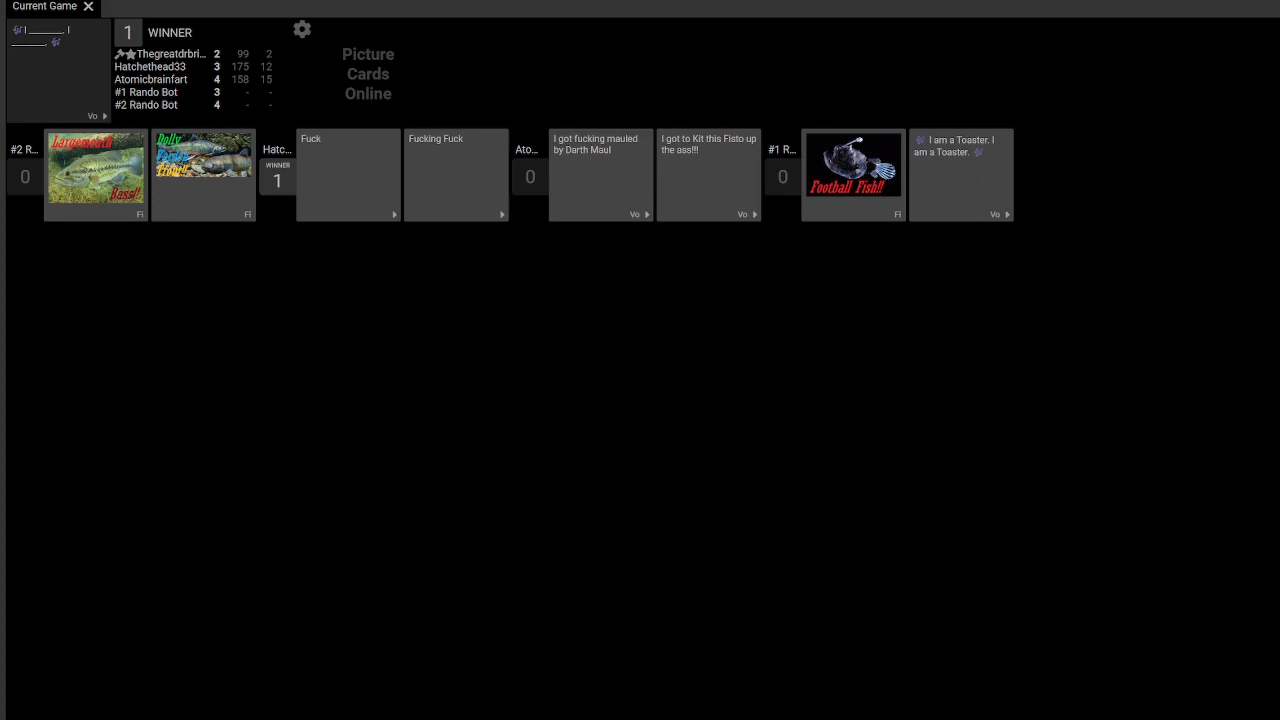 Current Game
I ______. I
______.
Vo
1 WINNER
Thegreatdrbri... 2 99 2
Hatchethead33 3 175 12
Atomicbrainfart 4 158 15
#1 Rando Bot 3 - -
#2 Rando Bot 4 - -
Picture
Cards
Online
#2 R...
0
Largemouth
Bass!!
Fi
Dolly
Varden
Trout!!
Fi
Hatc...
WINNER
1
Fuck
Fucking Fuck
Ato...
0
I got fucking mauled
by Darth Maul
Vo
I got to Kit this Fisto up
the ass!!!
Vo
#1 R...
0
Football Fish!!
Fi
I am a Toaster. I
am a Toaster.
Vo